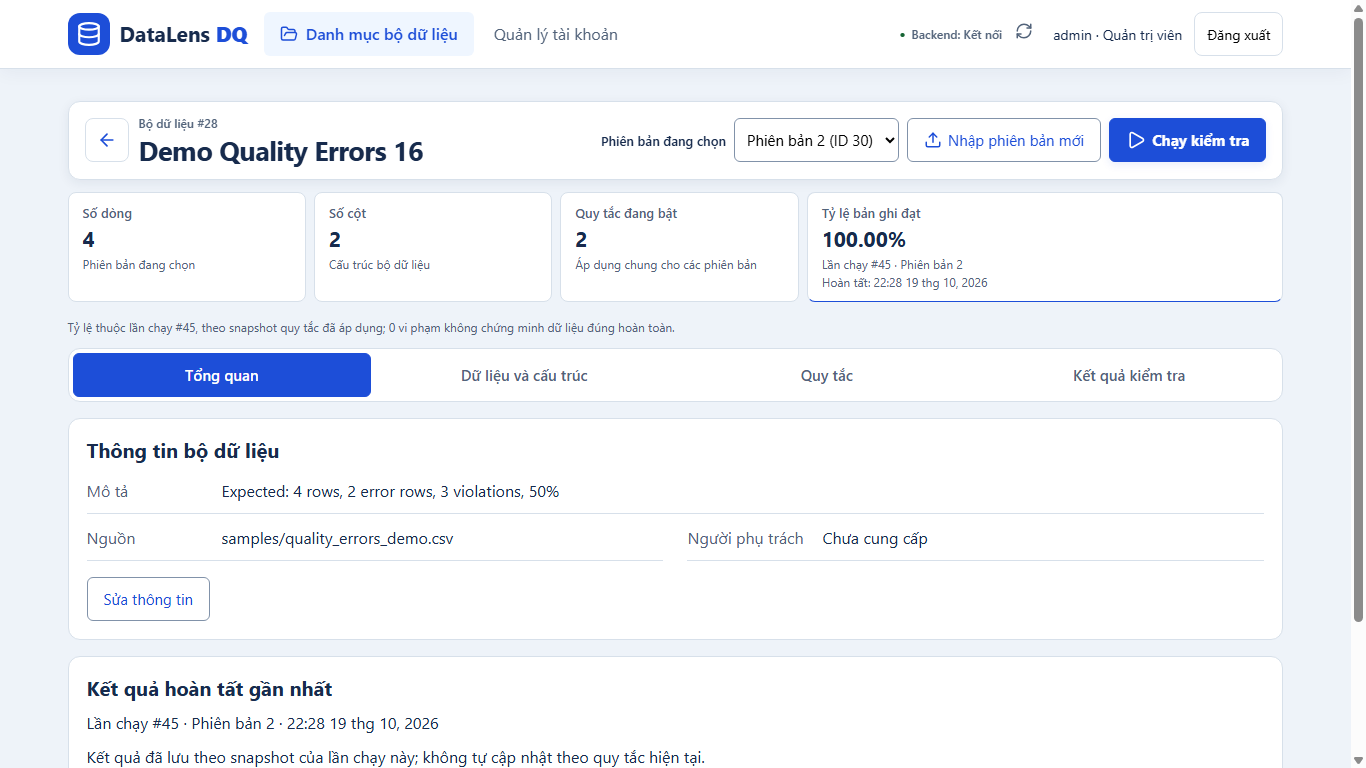 DataLens DQ
Danh mục bộ dữ liệu
Quản lý tài khoản
• Backend: Kết nối
admin · Quản trị viên
Đăng xuất
Bộ dữ liệu #28
Demo Quality Errors 16
Phiên bản đang chọn
Phiên bản 2 (ID 30)
Nhập phiên bản mới
Chạy kiểm tra
Số dòng
4
Phiên bản đang chọn
Số cột
2
Cấu trúc bộ dữ liệu
Quy tắc đang bật
2
Áp dụng chung cho các phiên bản
Tỷ lệ bản ghi đạt
100.00%
Lần chạy #45 · Phiên bản 2
Hoàn tất: 22:28 19 thg 10, 2026
Tỷ lệ thuộc lần chạy #45, theo snapshot quy tắc đã áp dụng; 0 vi phạm không chứng minh dữ liệu đúng hoàn toàn.
Tổng quan
Dữ liệu và cấu trúc
Quy tắc
Kết quả kiểm tra
Thông tin bộ dữ liệu
Mô tả
Expected: 4 rows, 2 error rows, 3 violations, 50%
Nguồn
samples/quality_errors_demo.csv
Người phụ trách
Chưa cung cấp
Sửa thông tin
Kết quả hoàn tất gần nhất
Lần chạy #45 · Phiên bản 2 · 22:28 19 thg 10, 2026
Kết quả đã lưu theo snapshot của lần chạy này; không tự cập nhật theo quy tắc hiện tại.